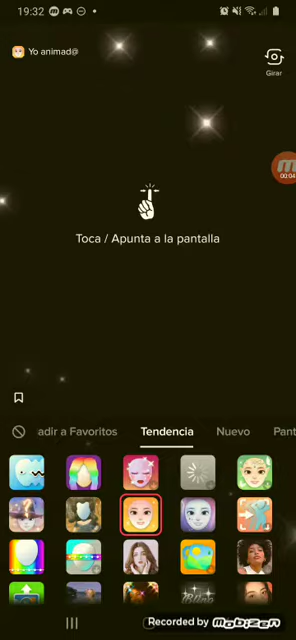 19:32
Yo animad@
Girar
00:04
Toca / Apunta a la pantalla
adir a Favoritos
Tendencia
Nuevo
Pant
Recorded by
Mobizen